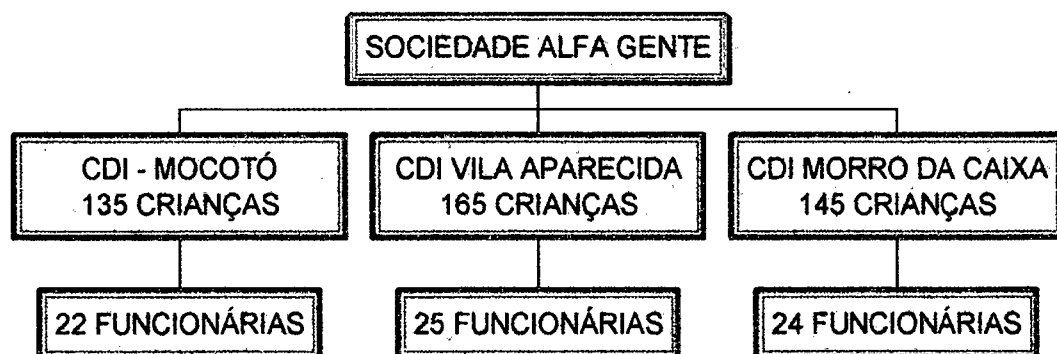 SOCIEDADE ALFA GENTE
CDI - MOCOTÓ
135 CRIANÇAS
CDI VILA APARECIDA
165 CRIANÇAS
CDI MORRO DA CAIXA
145 CRIANÇAS
22 FUNCIONÁRIAS
25 FUNCIONÁRIAS
24 FUNCIONÁRIAS